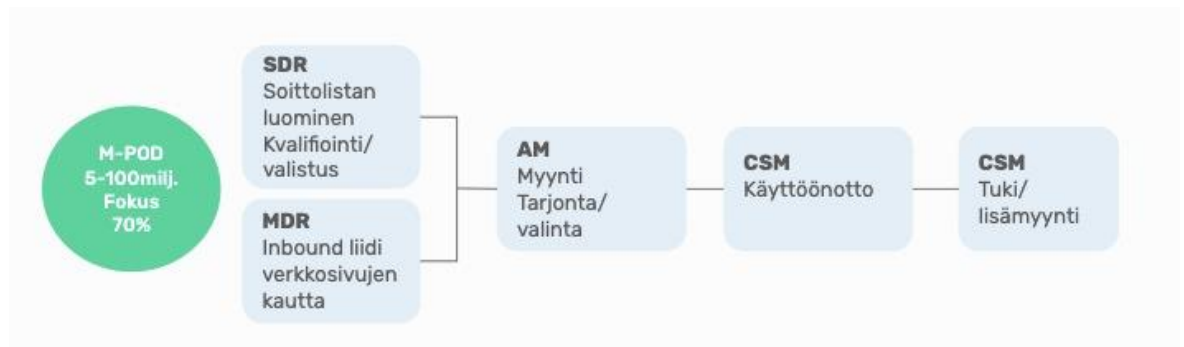 M-POD
5-100milj.
Fokus
70%
SDR
Soittolistan
luominen
Kvalifiointi/
valistus
MDR
Inbound liidi
verkkosivujen
kautta
AM
Myynti
Tarjonta/
valinta
CSM
Käyttöönotto
CSM
Tuki/
lisämyynti